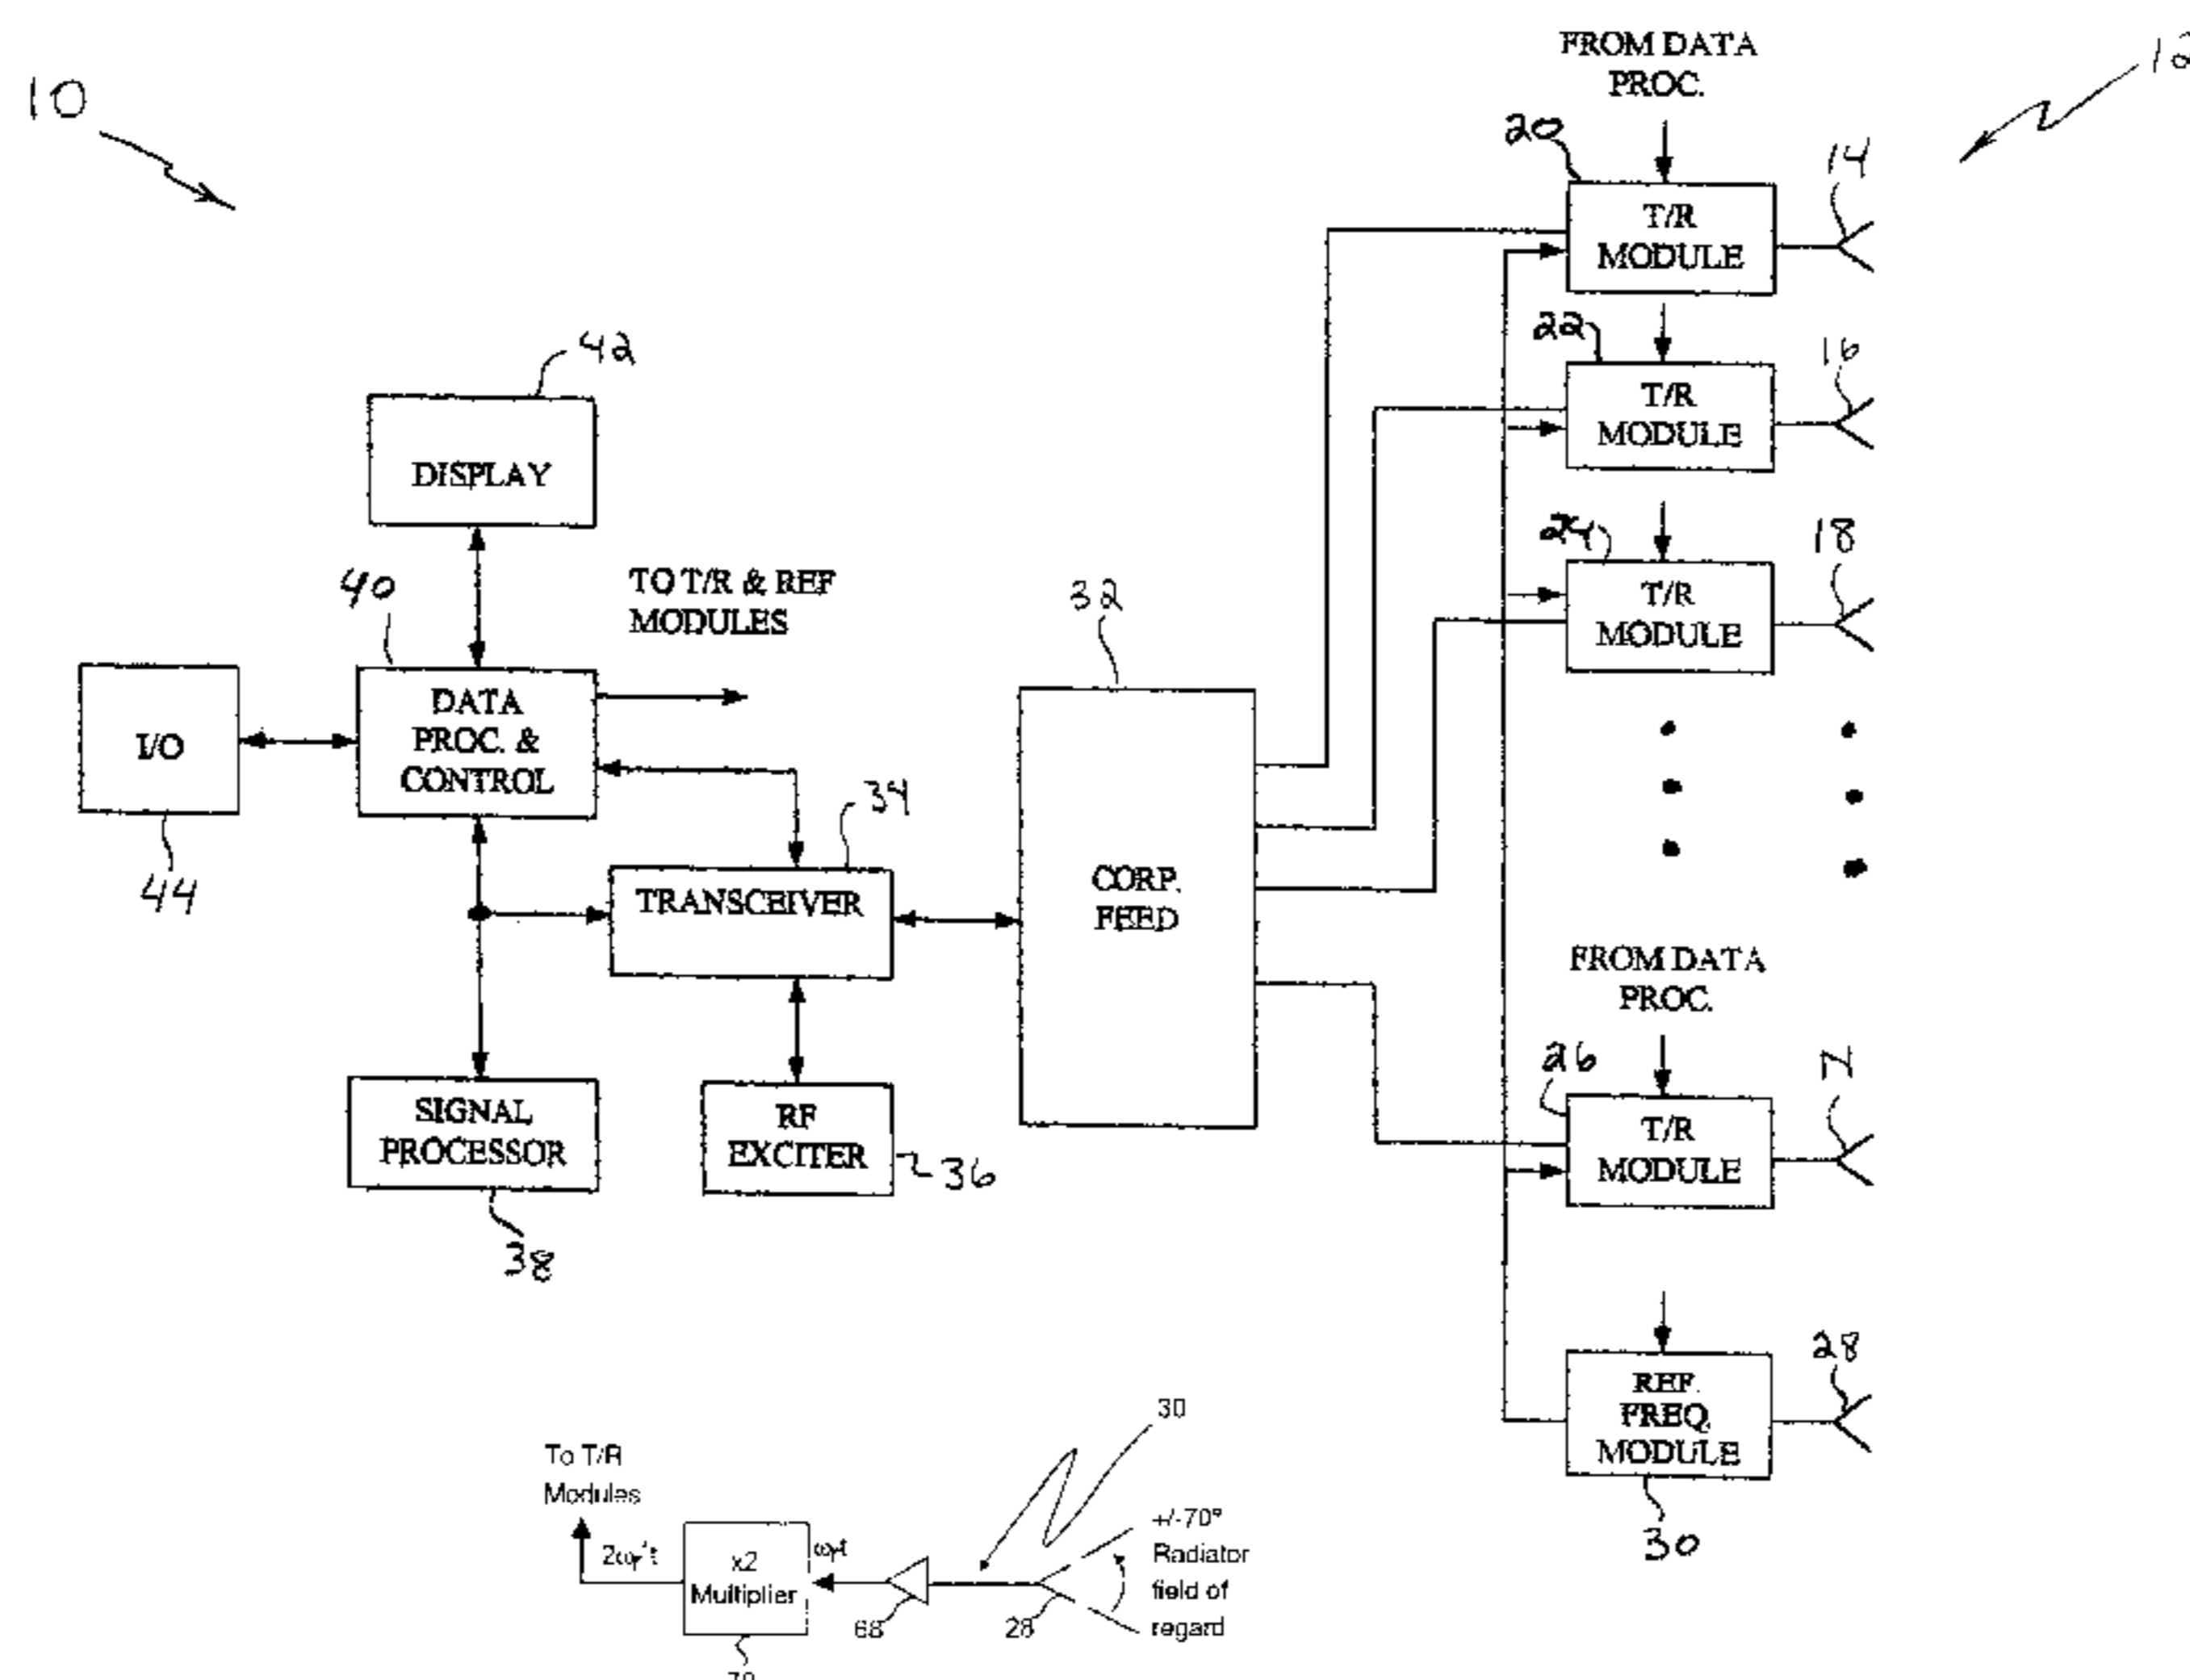 10
FROM DATA
PROC.
12
20
14
T/R
MODULE
22
16
T/R
MODULE
42
DISPLAY
24
18
T/R
MODULE
40
TO T/R & REF
MODULES
32
I/O
DATA
PROC. &
CONTROL
34
44
TRANSCEIVER
CORP.
FEED
FROM DATA
PROC.
26
T/R
MODULE
SIGNAL
PROCESSOR
RF
EXCITER
36
38
28
REF.
FREQ.
MODULE
30
30
To T/R
Modules
x2
Multiplier
68
28
+/-70°
Radiator
field of
regard